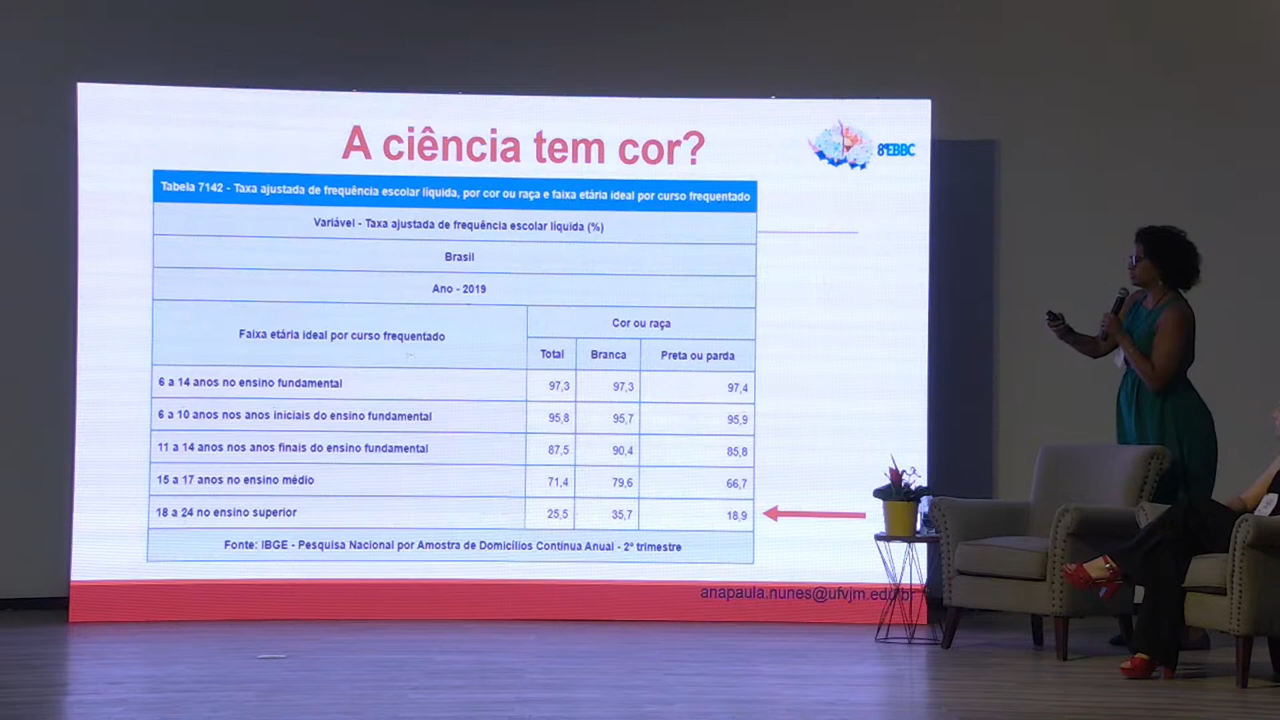 A ciência tem cor?
8ºEBBC
Tabela 7142 - Taxa ajustada de frequência escolar líquida, por cor ou raça e faixa etária ideal por curso frequentado
Variável - Taxa ajustada de frequência escolar líquida (%)
Brasil
Ano - 2019
Faixa etária ideal por curso frequentado
Cor ou raça
Total Branca Preta ou parda
6 a 14 anos no ensino fundamental 97,3 97,3 97,4
6 a 10 anos nos anos iniciais do ensino fundamental 95,8 95,7 95,9
11 a 14 anos nos anos finais do ensino fundamental 87,5 90,4 85,8
15 a 17 anos no ensino médio 71,4 79,6 66,7
18 a 24 no ensino superior 25,5 35,7 18,9
Fonte: IBGE - Pesquisa Nacional por Amostra de Domicílios Contínua Anual - 2º trimestre
anapaula.nunes@ufvjm.edu.br